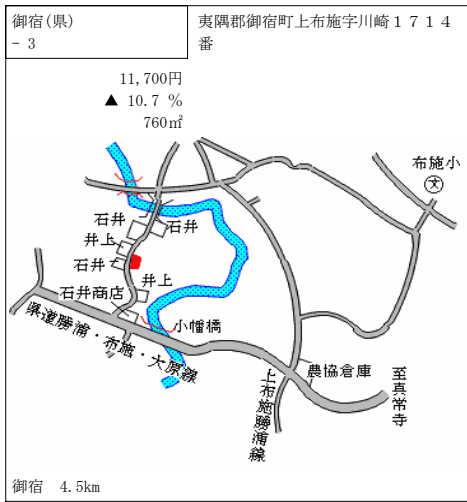 御宿(県)
- 3
夷隅郡御宿町上布施字川崎１７１４
番
11,700円
▲ 10.7 %
760㎡
布施小
文
石井
石井
井上
石井
井上
石井商店
小幡橋
県道勝浦・布施・大原線
農協倉庫
上布施勝浦線
至真常寺
御宿 4.5km